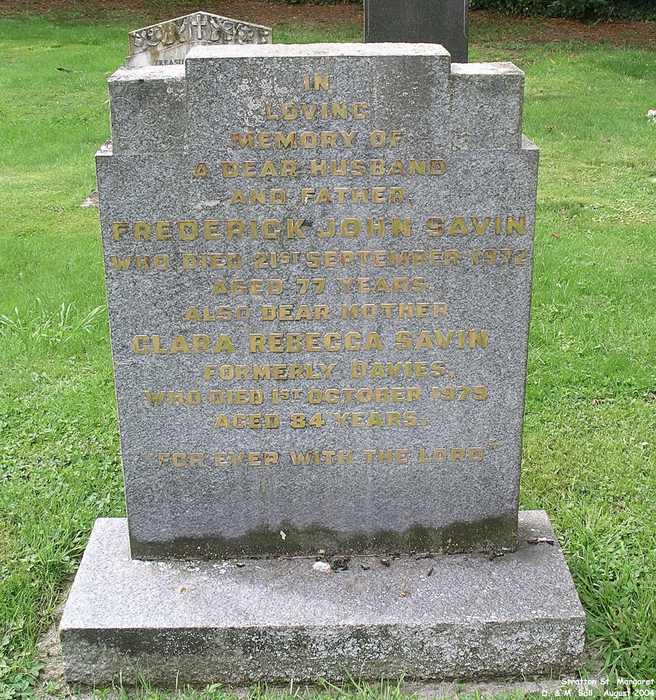 IN
LOVING
MEMORY OF
A DEAR HUSBAND
AND FATHER,
FREDERICK JOHN SAVIN
WHO DIED 21ST SEPTEMBER 1972
AGED 77 YEARS.
ALSO DEAR MOTHER
CLARA REBECCA SAVIN
FORMERLY DAVIES,
WHO DIED 1ST OCTOBER 1979
AGED 84 YEARS.
"FOR EVER WITH THE LORD"
Stratton St. Margaret
D. & M. Ball August 2004